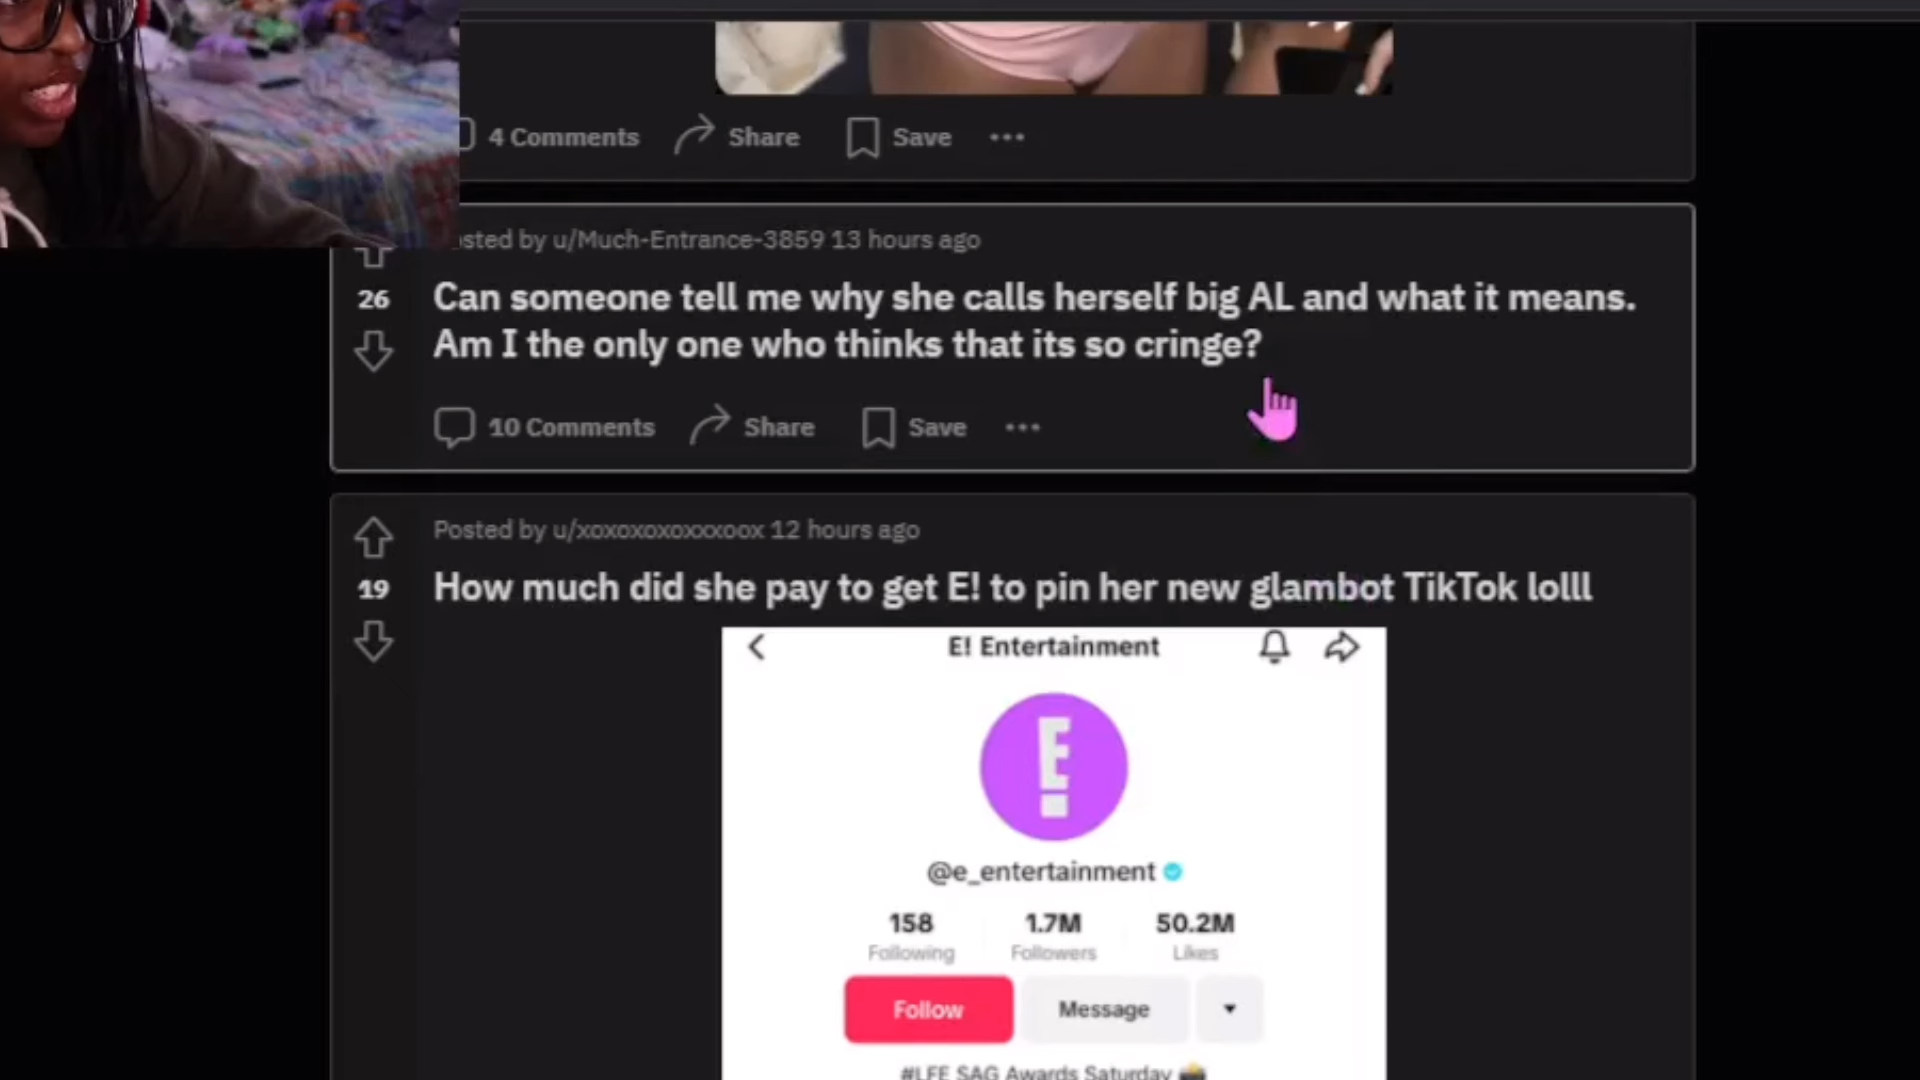 4 Comments Share Save
sted by u/Much-Entrance-3859 13 hours ago
26
Can someone tell me why she calls herself big AL and what it means.
Am I the only one who thinks that its so cringe?
10 Comments Share Save
Posted by u/xoxoxoxoxxxoox 12 hours ago
19
How much did she pay to get E! to pin her new glambot TikTok lolll
E! Entertainment
E!
@e_entertainment
158 1.7M 50.2M
Following Followers Likes
Follow Message
#LFE SAG Awards Saturday